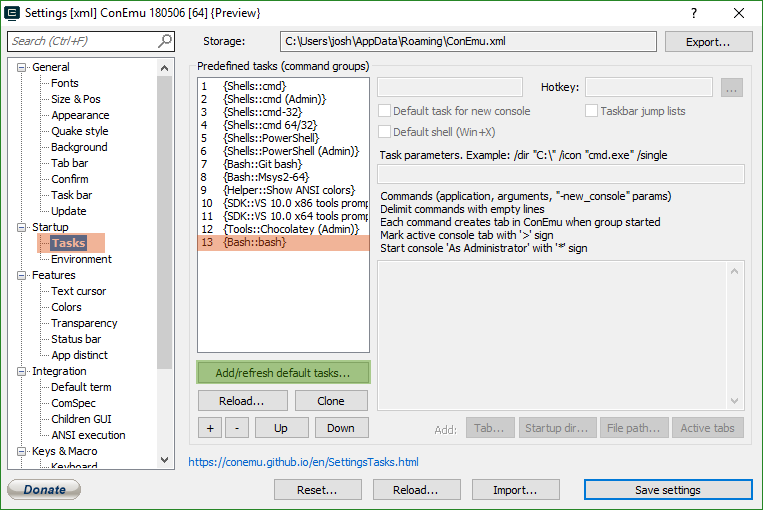 Settings [xml] ConEmu 180506 [64] {Preview}
?
Search (Ctrl+F)
Storage:
C:\Users\josh\AppData\Roaming\ConEmu.xml
Export...
General
Fonts
Size & Pos
Appearance
Quake style
Background
Tab bar
Confirm
Task bar
Update
Startup
Tasks
Environment
Features
Text cursor
Colors
Transparency
Status bar
App distinct
Integration
Default term
ComSpec
Children GUI
ANSI execution
Keys & Macro
Keyboard
Predefined tasks (command groups)
1 {Shells::cmd}
2 {Shells::cmd (Admin)}
3 {Shells::cmd-32}
4 {Shells::cmd 64/32}
5 {Shells::PowerShell}
6 {Shells::PowerShell (Admin)}
7 {Bash::Git bash}
8 {Bash::Msys2-64}
9 {Helper::Show ANSI colors}
10 {SDK::VS 10.0 x86 tools promp
11 {SDK::VS 10.0 x64 tools promp
12 {Tools::Chocolatey (Admin)}
13 {Bash::bash}
Add/refresh default tasks...
Reload...
Clone
+
-
Up
Down
Hotkey:
...
Default task for new console
Taskbar jump lists
Default shell (Win+X)
Task parameters. Example: /dir "C:\" /icon "cmd.exe" /single
Commands (application, arguments, "-new_console" params)
Delimit commands with empty lines
Each command creates tab in ConEmu when group started
Mark active console tab with '>' sign
Start console 'As Administrator' with '*' sign
Add:
Tab...
Startup dir...
File path...
Active tabs
https://conemu.github.io/en/SettingsTasks.html
Donate
Reset...
Reload...
Import...
Save settings